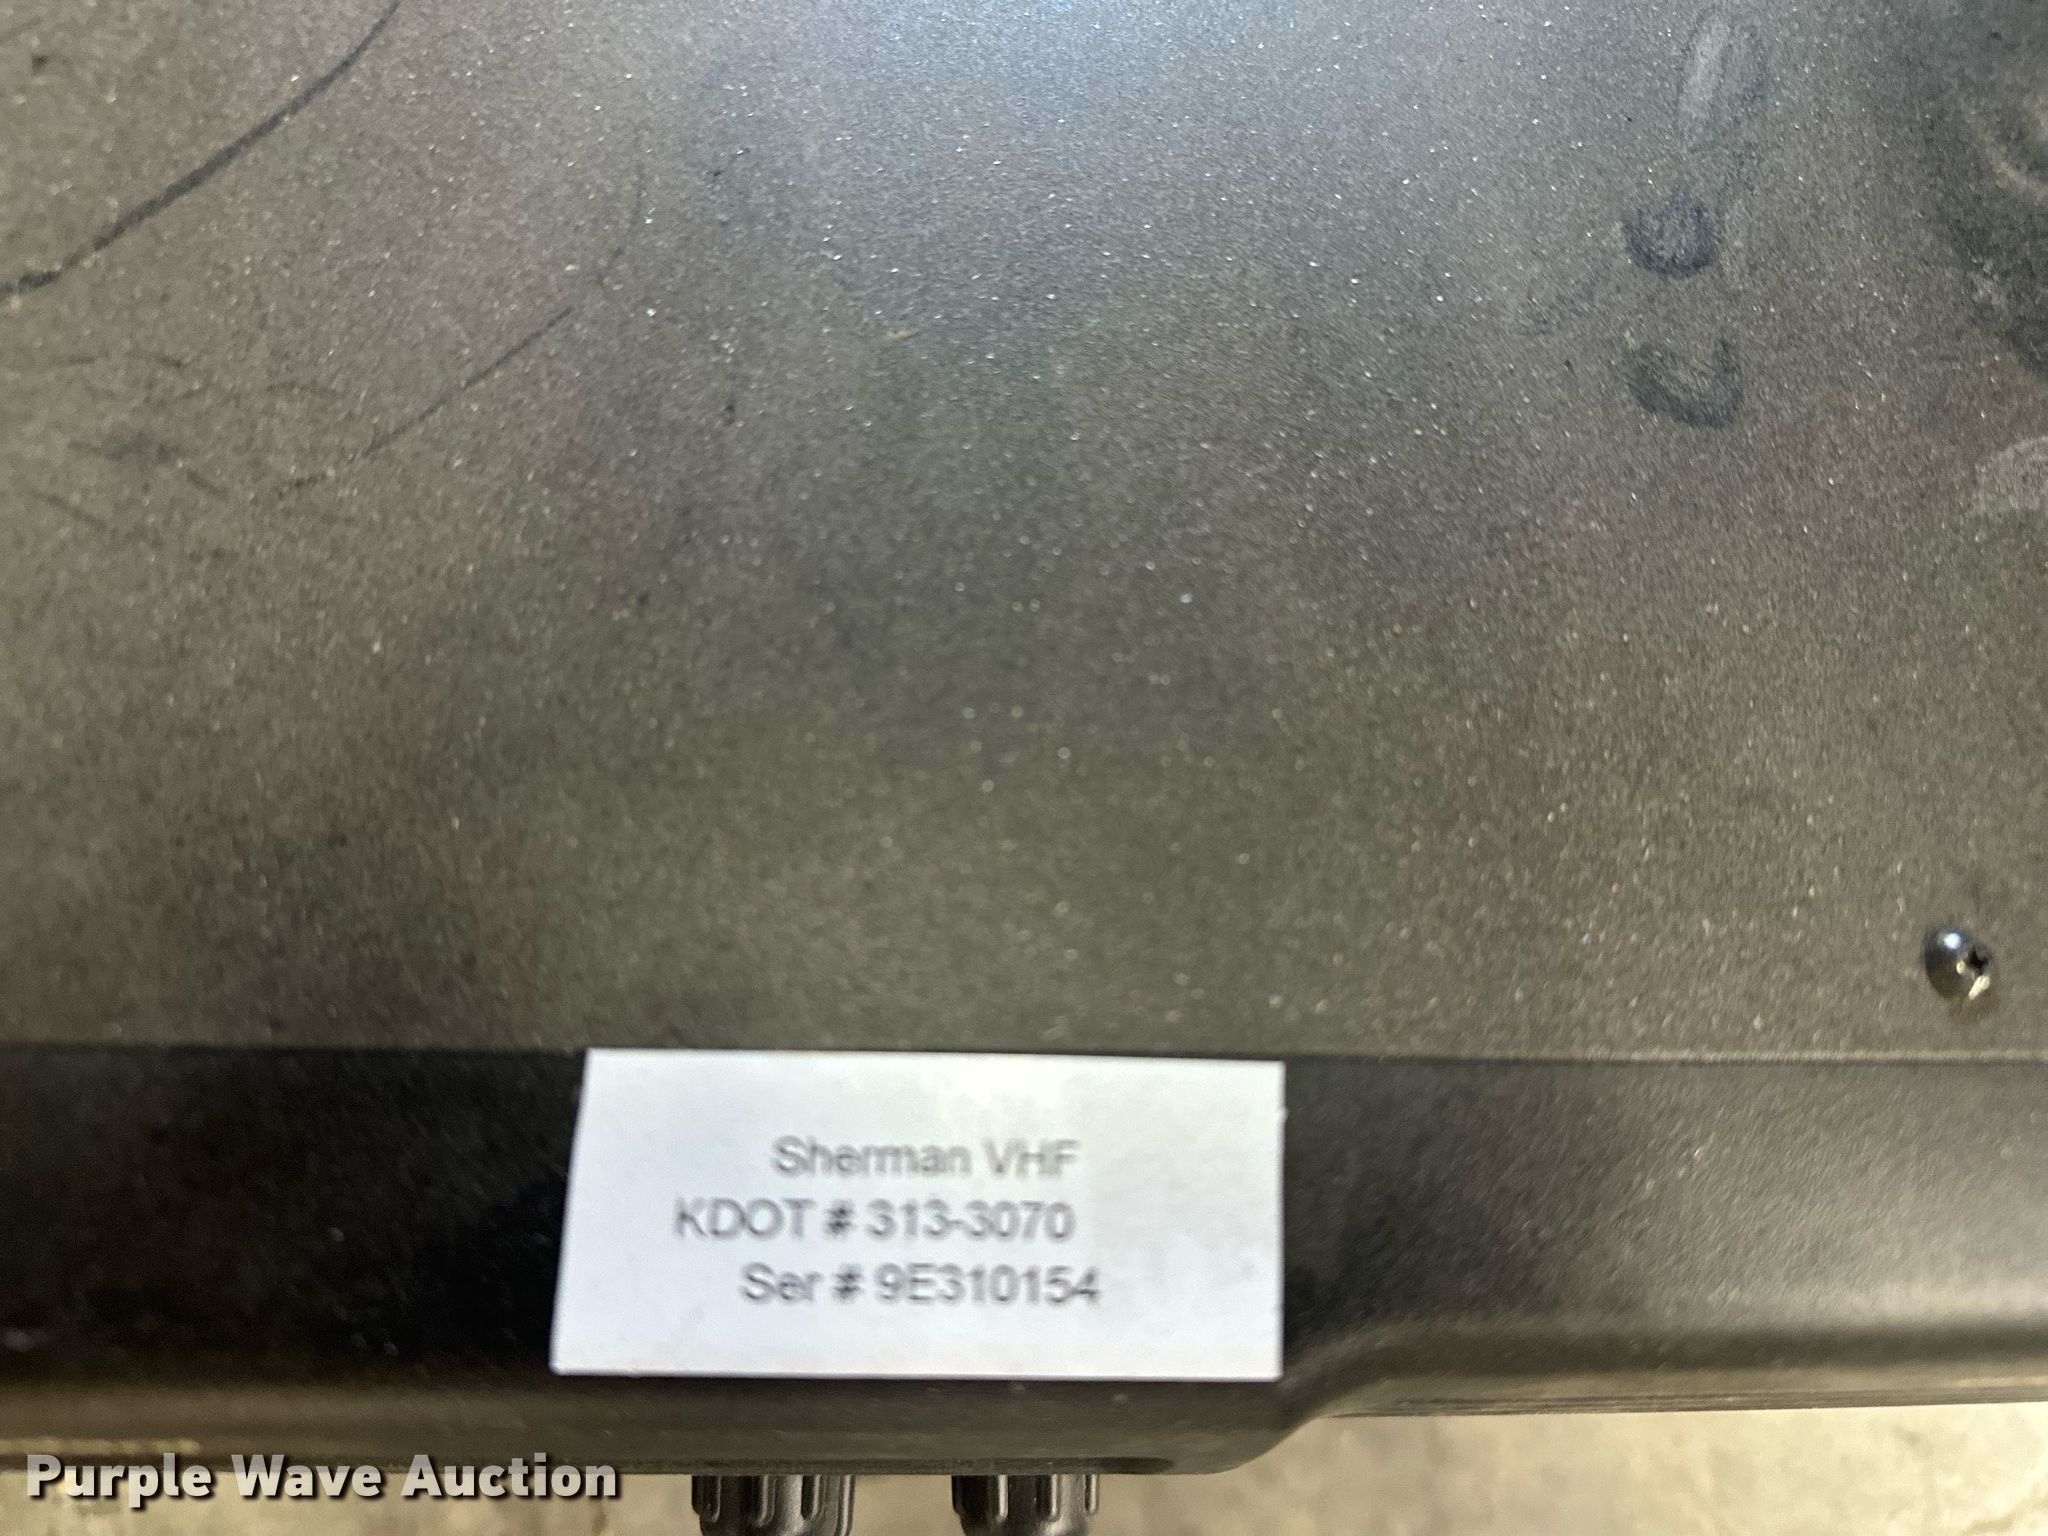 Sherman VHF
KDOT # 313-3070
Ser # 9E310154
Purple Wave Auction